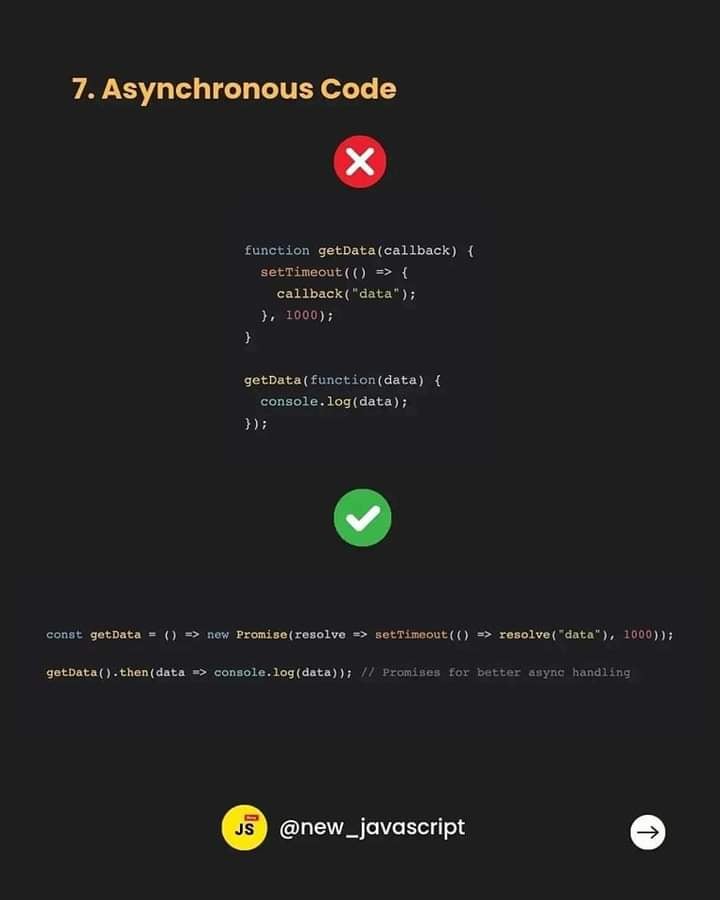 7. Asynchronous Code
function getData(callback) {
  setTimeout(() => {
    callback("data");
  }, 1000);
}
getData(function(data) {
  console.log(data);
});
const getData = () => new Promise(resolve => setTimeout(() => resolve("data"), 1000));
getData().then(data => console.log(data)); // Promises for better async handling
JS
@new_javascript